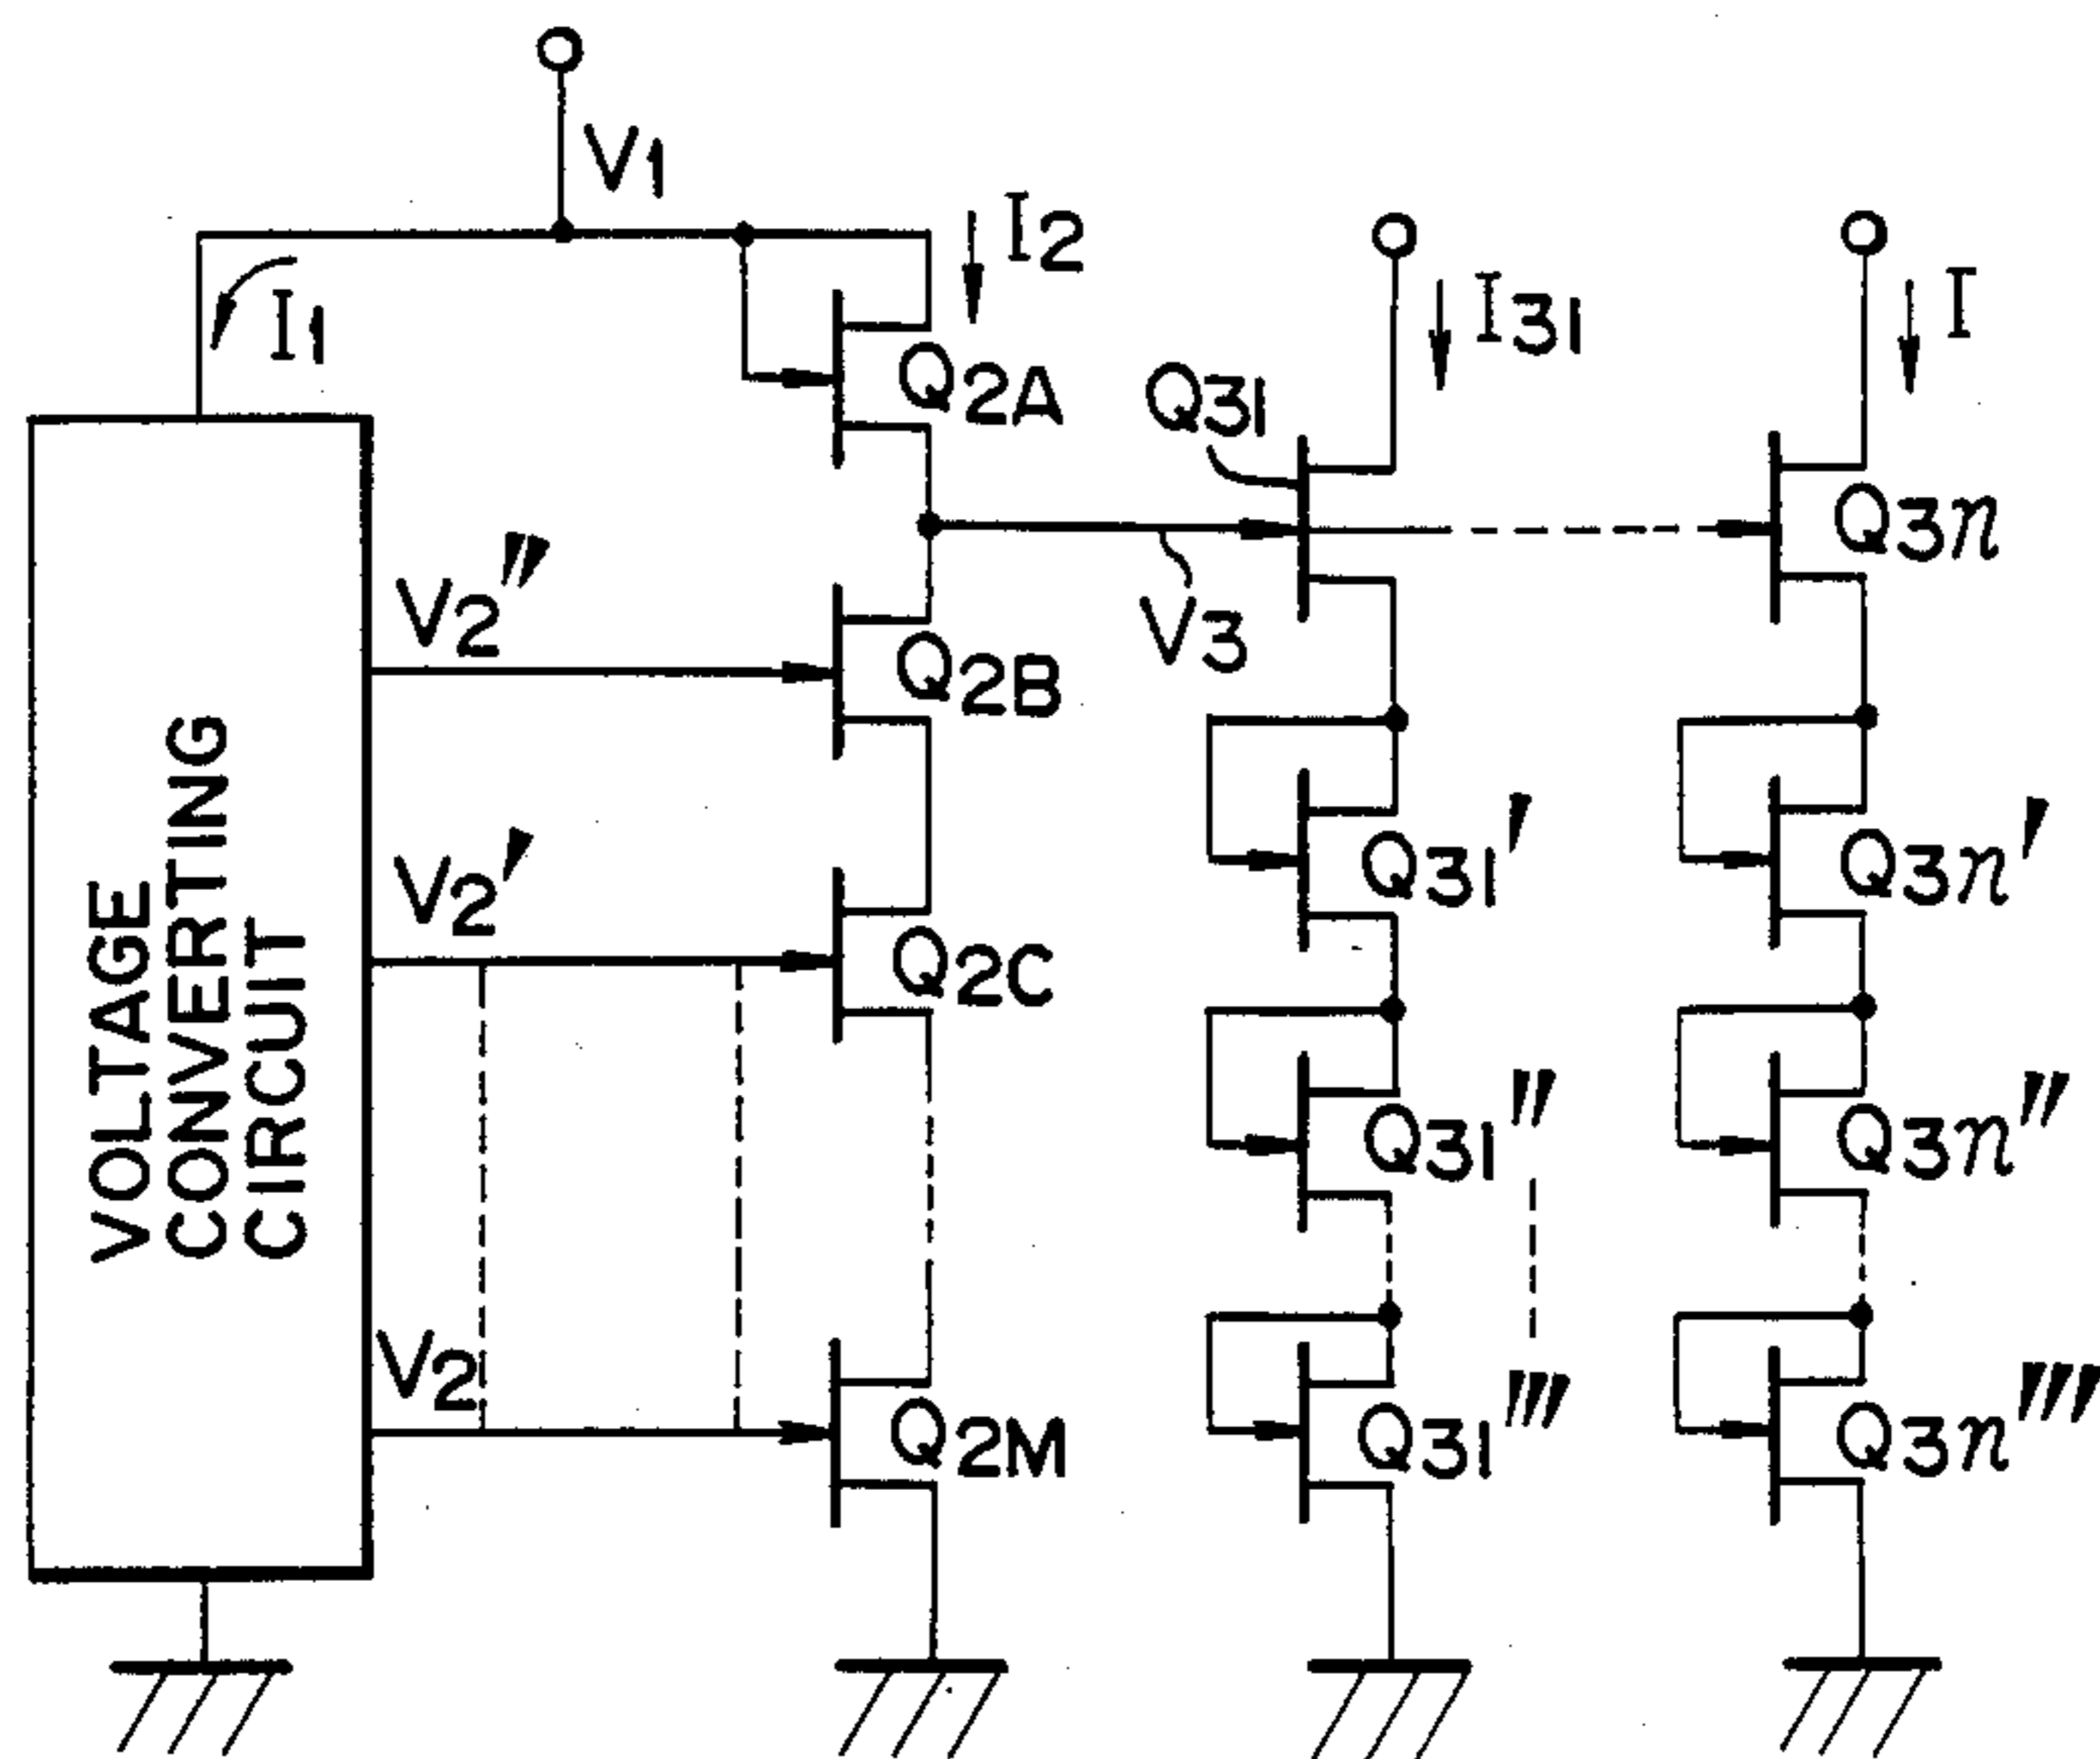 V1
I2
I1
I31
I
Q2A
Q31
Q3n
V2"
V3
Q2B
V2'
Q31'
Q3n'
VOLTAGE
CONVERTING
CIRCUIT
Q2C
Q31"
Q3n"
V2
Q2M
Q31'''
Q3n'''